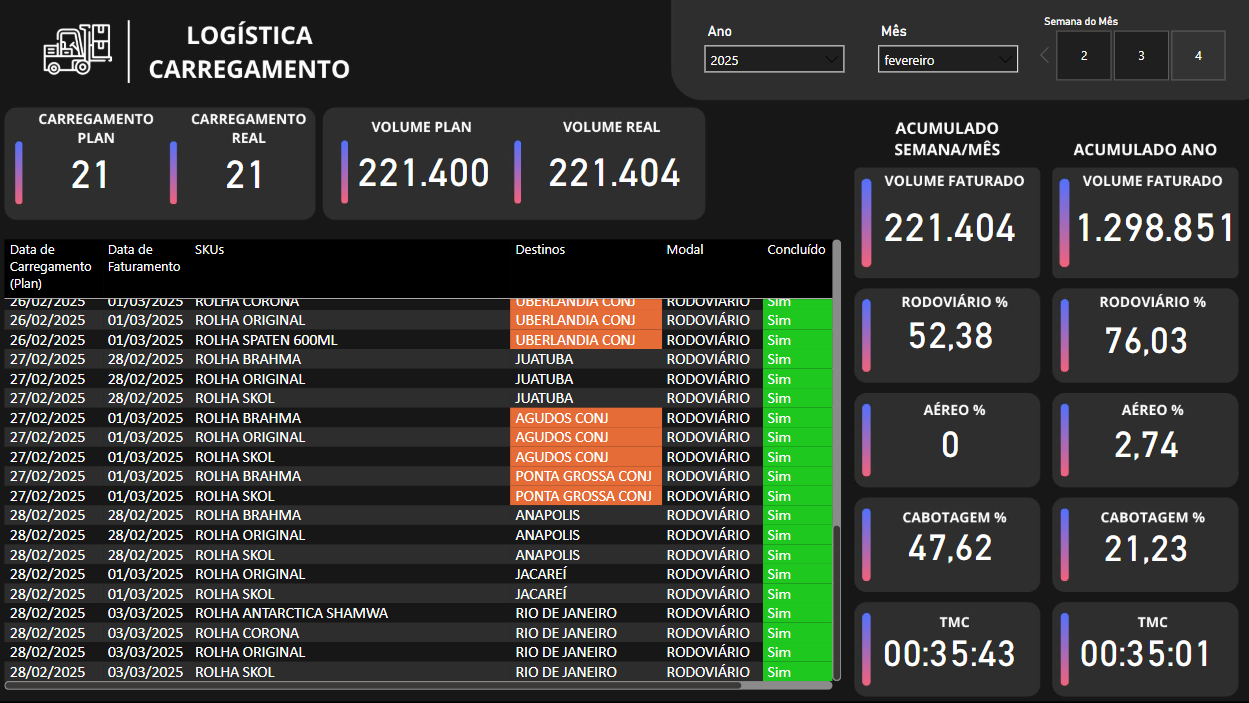 LOGÍSTICA
CARREGAMENTO
Ano
2025
Mês
fevereiro
Semana do Mês
2 3 4
CARREGAMENTO PLAN
21
CARREGAMENTO REAL
21
VOLUME PLAN
221.400
VOLUME REAL
221.404
Data de Carregamento (Plan) Data de Faturamento SKUs Destinos Modal Concluído
26/02/2025 01/03/2025 ROLHA CORONA UBERLANDIA CONJ RODOVIÁRIO Sim
26/02/2025 01/03/2025 ROLHA ORIGINAL UBERLANDIA CONJ RODOVIÁRIO Sim
26/02/2025 01/03/2025 ROLHA SPATEN 600ML UBERLANDIA CONJ RODOVIÁRIO Sim
27/02/2025 28/02/2025 ROLHA BRAHMA JUATUBA RODOVIÁRIO Sim
27/02/2025 28/02/2025 ROLHA ORIGINAL JUATUBA RODOVIÁRIO Sim
27/02/2025 28/02/2025 ROLHA SKOL JUATUBA RODOVIÁRIO Sim
27/02/2025 01/03/2025 ROLHA BRAHMA AGUDOS CONJ RODOVIÁRIO Sim
27/02/2025 01/03/2025 ROLHA ORIGINAL AGUDOS CONJ RODOVIÁRIO Sim
27/02/2025 01/03/2025 ROLHA SKOL AGUDOS CONJ RODOVIÁRIO Sim
27/02/2025 01/03/2025 ROLHA BRAHMA PONTA GROSSA CONJ RODOVIÁRIO Sim
27/02/2025 01/03/2025 ROLHA SKOL PONTA GROSSA CONJ RODOVIÁRIO Sim
28/02/2025 28/02/2025 ROLHA BRAHMA ANAPOLIS RODOVIÁRIO Sim
28/02/2025 28/02/2025 ROLHA ORIGINAL ANAPOLIS RODOVIÁRIO Sim
28/02/2025 28/02/2025 ROLHA SKOL ANAPOLIS RODOVIÁRIO Sim
28/02/2025 01/03/2025 ROLHA ORIGINAL JACAREÍ RODOVIÁRIO Sim
28/02/2025 01/03/2025 ROLHA SKOL JACAREÍ RODOVIÁRIO Sim
28/02/2025 03/03/2025 ROLHA ANTARCTICA SHAMWA RIO DE JANEIRO RODOVIÁRIO Sim
28/02/2025 03/03/2025 ROLHA CORONA RIO DE JANEIRO RODOVIÁRIO Sim
28/02/2025 03/03/2025 ROLHA ORIGINAL RIO DE JANEIRO RODOVIÁRIO Sim
28/02/2025 03/03/2025 ROLHA SKOL RIO DE JANEIRO RODOVIÁRIO Sim
ACUMULADO
SEMANA/MÊS
VOLUME FATURADO
221.404
RODOVIÁRIO %
52,38
AÉREO %
0
CABOTAGEM %
47,62
TMC
00:35:43
ACUMULADO ANO
VOLUME FATURADO
1.298.851
RODOVIÁRIO %
76,03
AÉREO %
2,74
CABOTAGEM %
21,23
TMC
00:35:01